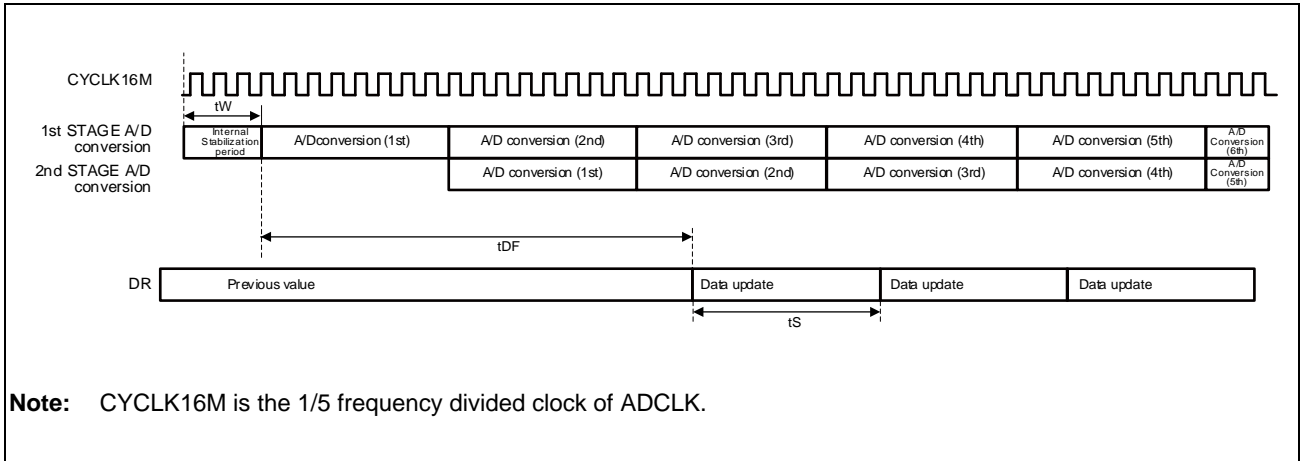 CYCLK16M
tW
1st STAGE A/D
conversion
Internal
Stabilization
period
A/Dconversion (1st)
A/D conversion (2nd)
A/D conversion (3rd)
A/D conversion (4th)
A/D conversion (5th)
A/D
Conversion
(6th)
2nd STAGE A/D
conversion
A/D conversion (1st)
A/D conversion (2nd)
A/D conversion (3rd)
A/D conversion (4th)
A/D
Conversion
(5th)
tDF
DR
Previous value
Data update
Data update
Data update
tS
Note: CYCLK16M is the 1/5 frequency divided clock of ADCLK.